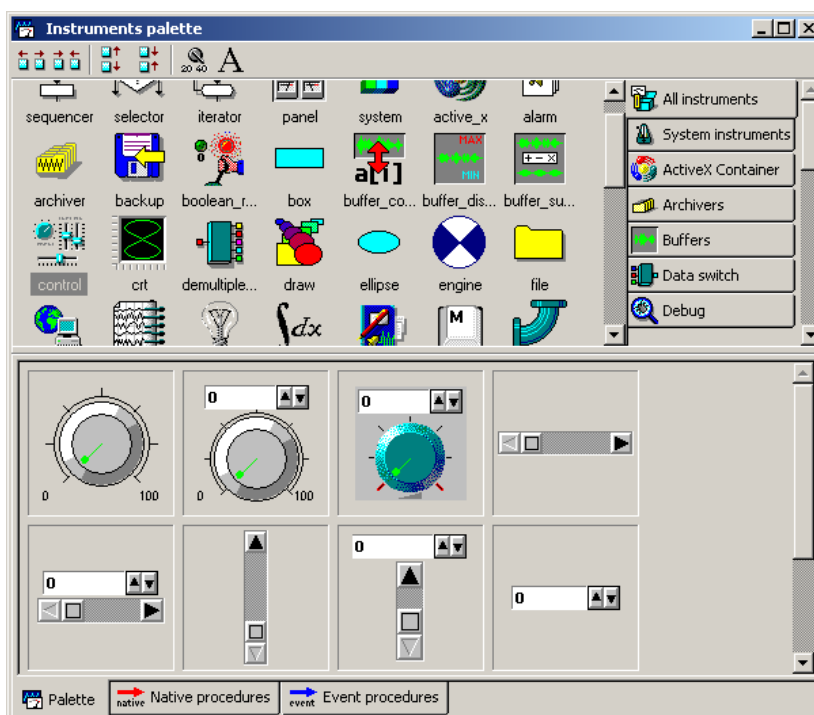 Instruments palette
20 40 A
sequencer selector iterator panel system active_x alarm
All instruments
System instruments
MAX
a[i] + - x
MIN
ActiveX Container
archiver backup boolean_r... box buffer_co... buffer_dis... buffer_su...
Archivers
Buffers
control crt demultiple... draw ellipse engine file
Data switch
∫dx M
Debug
0 100
0
0 100
0
0
0
0
Palette
native Native procedures
event Event procedures